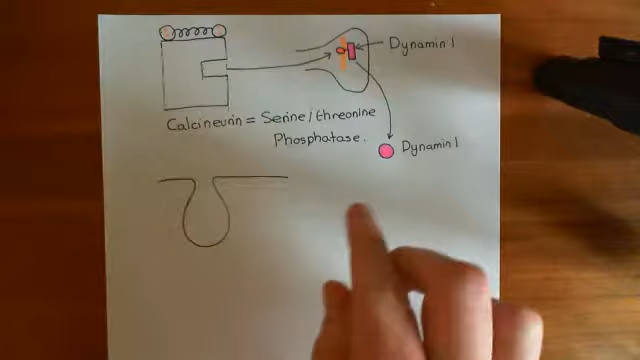 Dynamin 1
Calcineurin = Serine/threonine
Phosphatase.
Dynamin 1